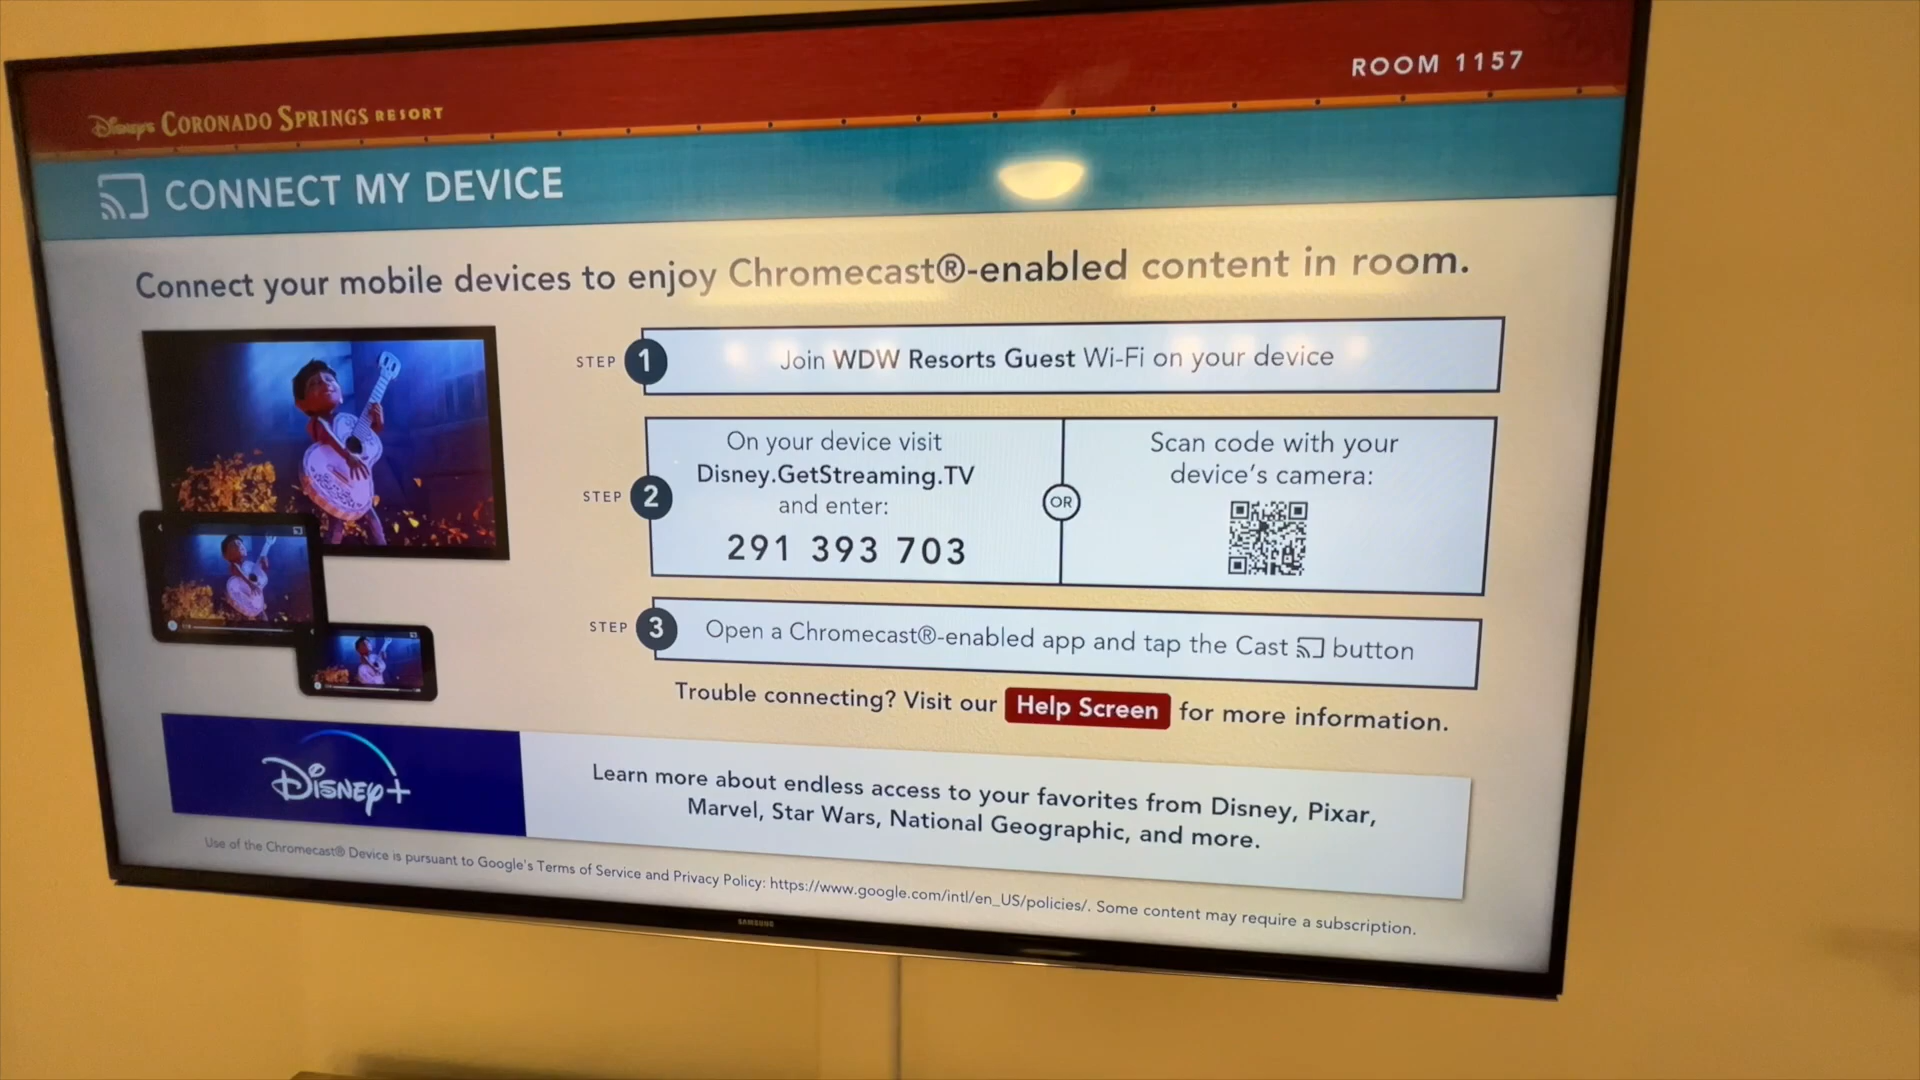 ROOM 1157
Disney's CORONADO SPRINGS RESORT
CONNECT MY DEVICE
Connect your mobile devices to enjoy Chromecast®-enabled content in room.
STEP 1
Join WDW Resorts Guest Wi-Fi on your device
STEP 2
On your device visit
Disney.GetStreaming.TV
and enter:
291 393 703
OR
Scan code with your
device's camera:
STEP 3
Open a Chromecast®-enabled app and tap the Cast button
Trouble connecting? Visit our Help Screen for more information.
Disney+
Learn more about endless access to your favorites from Disney, Pixar,
Marvel, Star Wars, National Geographic, and more.
Use of the Chromecast® Device is pursuant to Google's Terms of Service and Privacy Policy: https://www.google.com/intl/en_US/policies/. Some content may require a subscription.
SAMSUNG